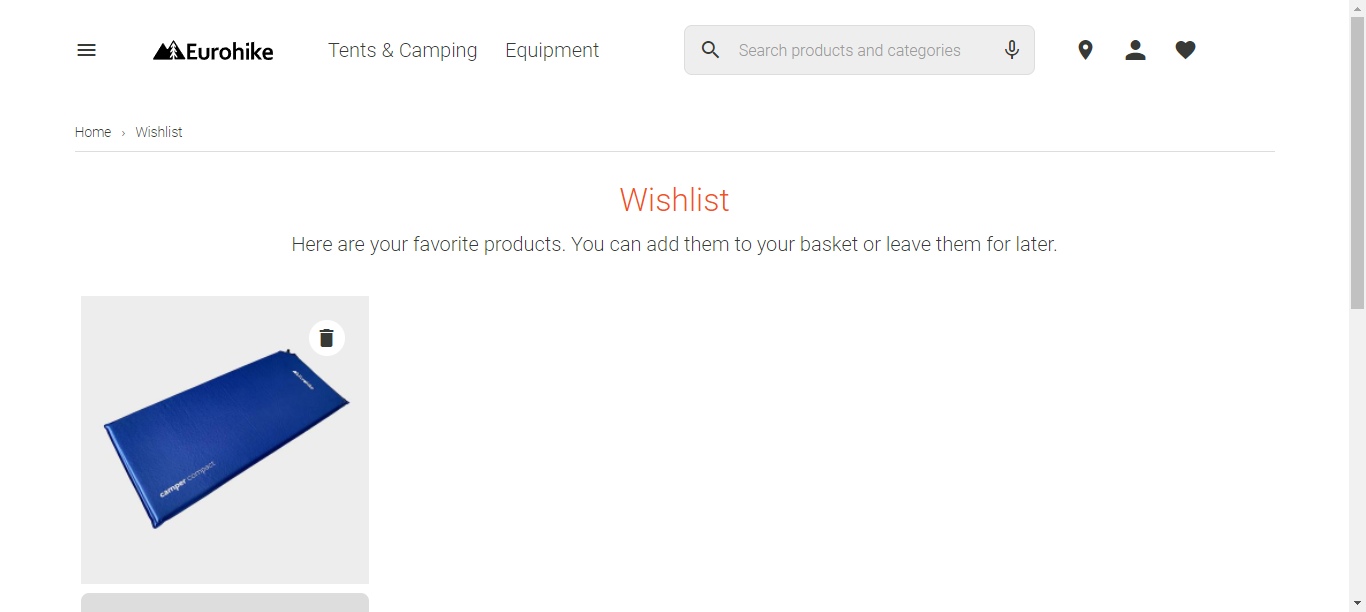 Eurohike
Tents & Camping
Equipment
Search products and categories
Home › Wishlist
Wishlist
Here are your favorite products. You can add them to your basket or leave them for later.
camper compact